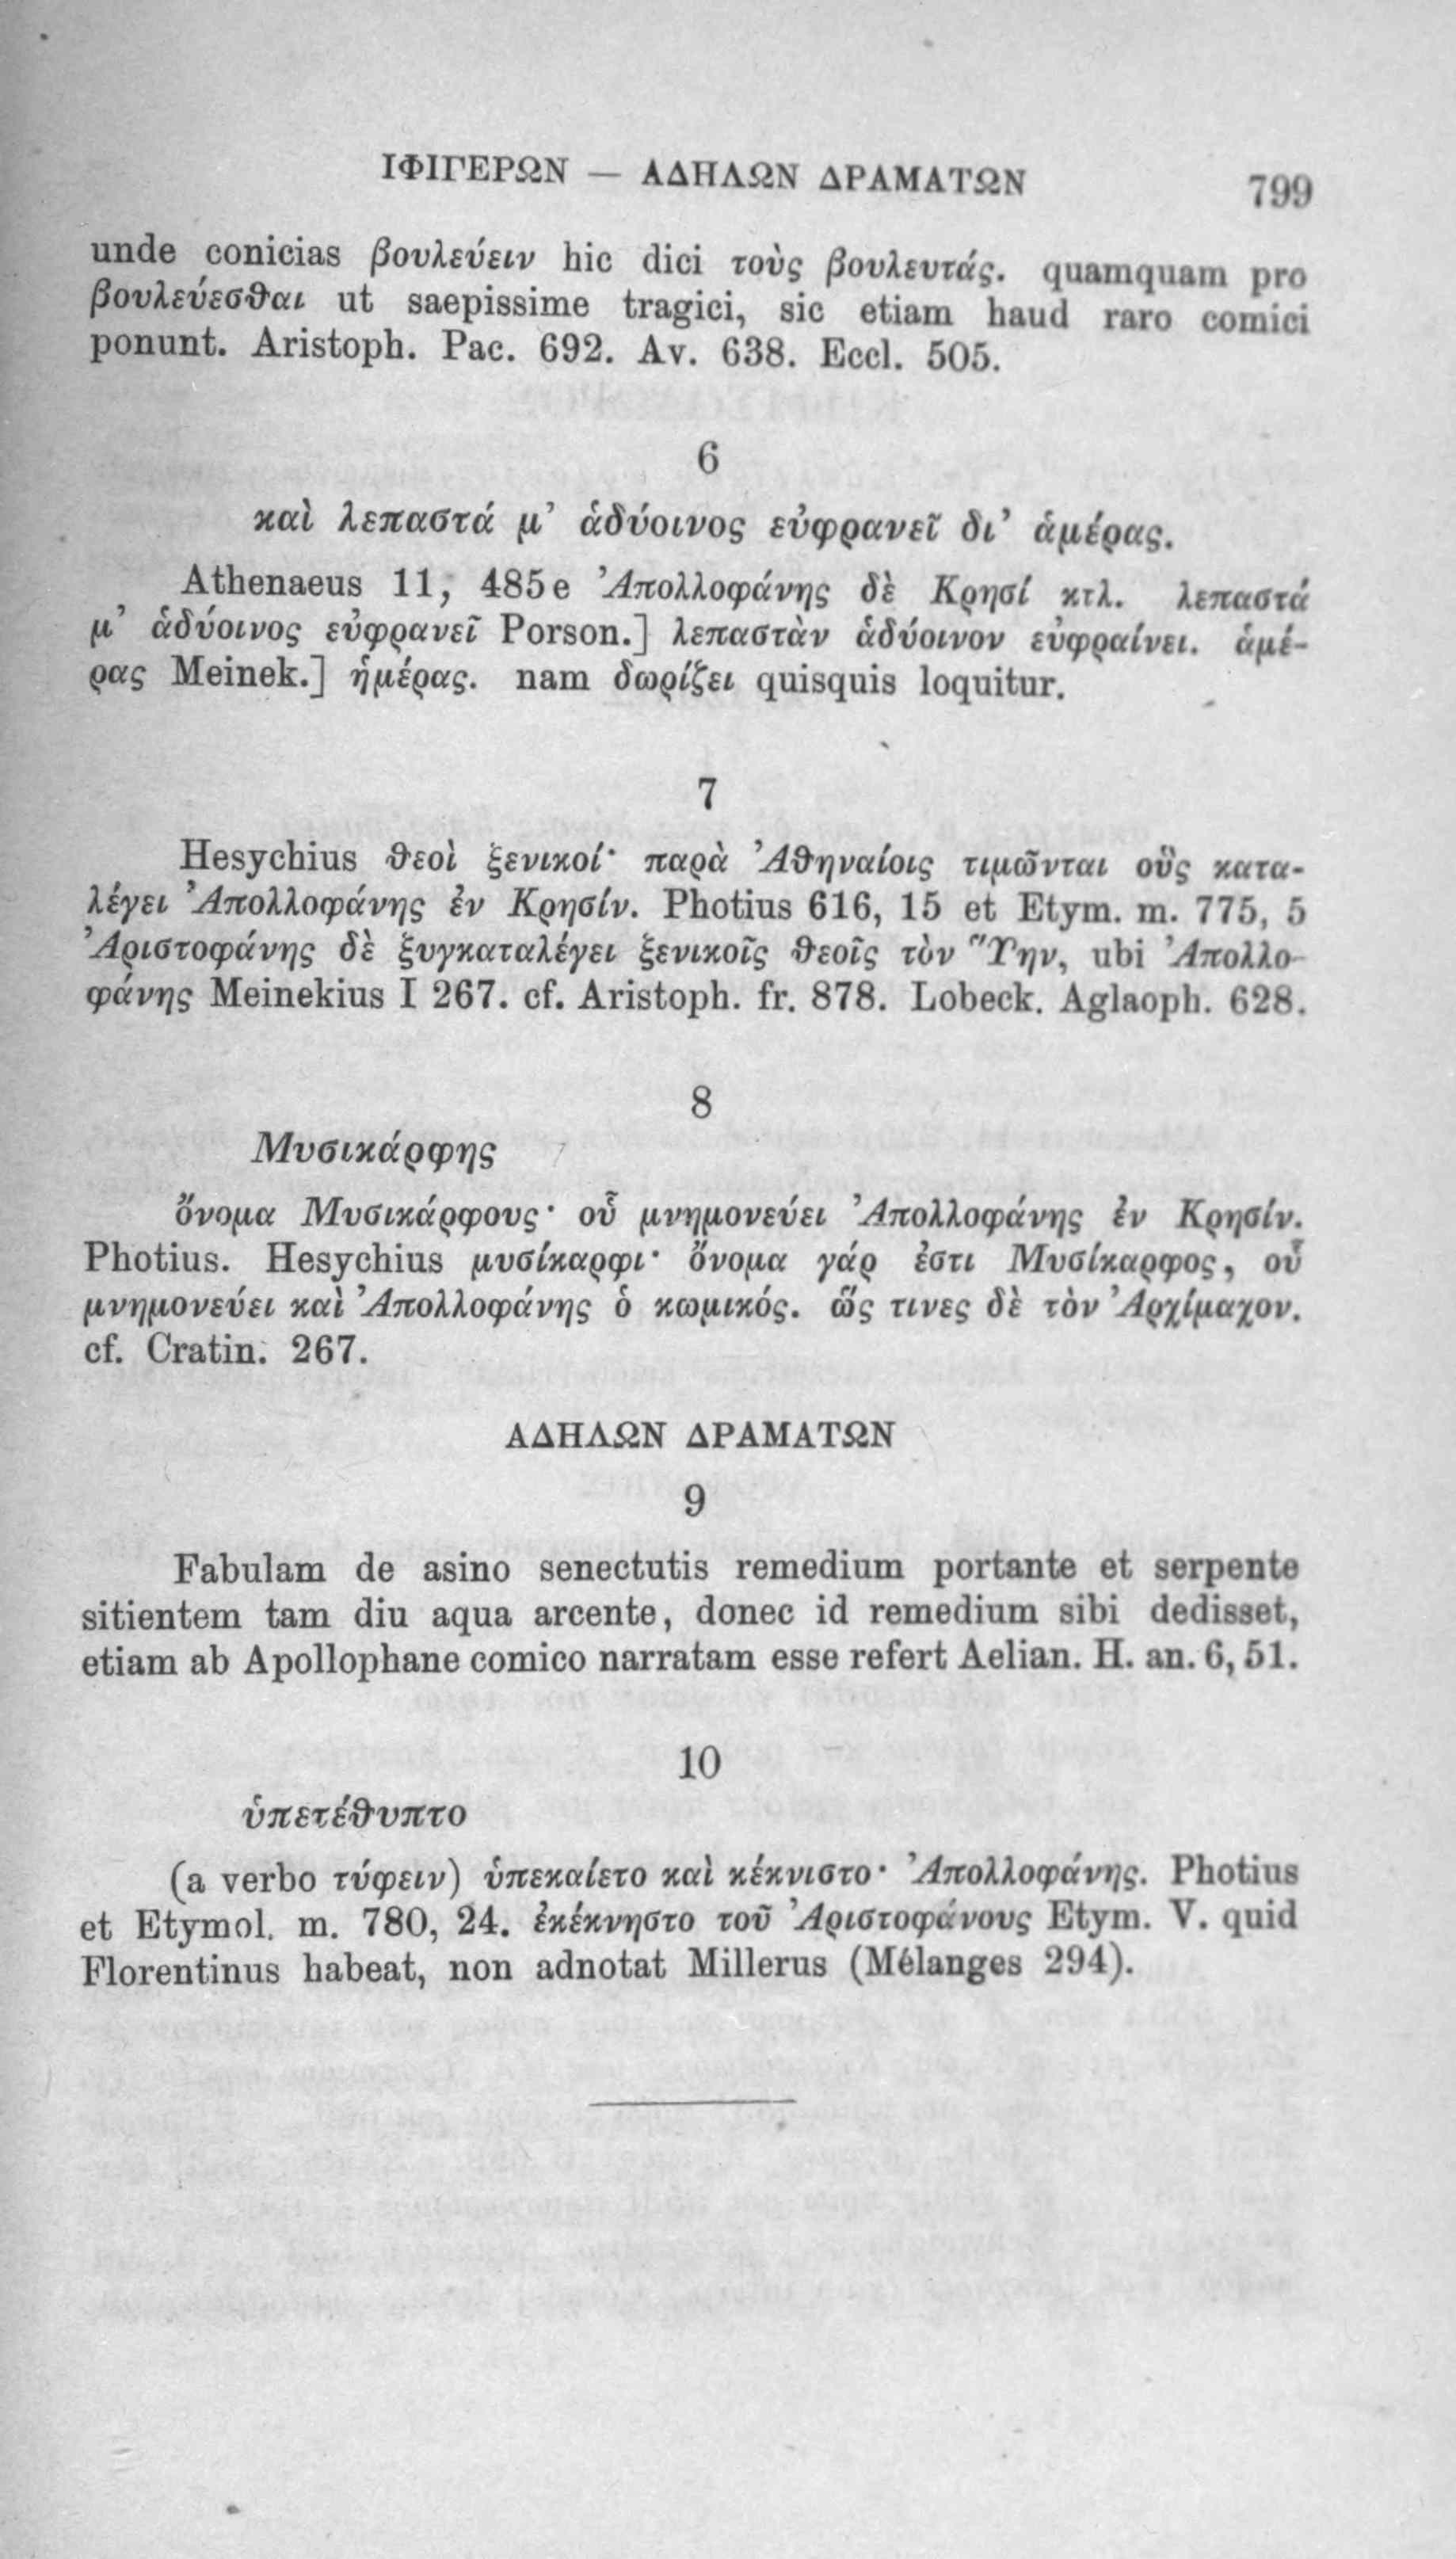 ΙΦΙΓΕΡΩΝ — ΑΔΗΛΩΝ ΔΡΑΜΑΤΩΝ 799
unde conicias βουλεύειν hic dici τοὺς βουλευτάς. quamquam pro
βουλεύεσθαι ut saepissime tragici, sic etiam haud raro comici
ponunt. Aristoph. Pac. 692. Av. 638. Eccl. 505.
6
καὶ λεπαστά μ’ ἁδύοινος εὐφρανεῖ δι’ ἁμέρας.
Athenaeus 11, 485e Ἀπολλοφάνης δὲ Κρησί κτλ. λεπαστά
μ’ ἁδύοινος εὐφρανεῖ Porson.] λεπαστὰν ἁδύοινον εὐφραίνει. ἁμέ-
ρας Meinek.] ἡμέρας. nam δωρίζει quisquis loquitur.
7
Hesychius θεοὶ ξενικοί· παρὰ Ἀθηναίοις τιμῶνται οὓς κατα-
λέγει Ἀπολλοφάνης ἐν Κρησίν. Photius 616, 15 et Etym. m. 775, 5
Ἀριστοφάνης δὲ ξυγκαταλέγει ξενικοῖς θεοῖς τὸν Ὕην, ubi Ἀπολλο-
φάνης Meinekius I 267. cf. Aristoph. fr. 878. Lobeck. Aglaoph. 628.
8
Μυσικάρφης
ὄνομα Μυσικάρφους· οὗ μνημονεύει Ἀπολλοφάνης ἐν Κρησίν.
Photius. Hesychius μυσίκαρφι· ὄνομα γάρ ἐστι Μυσίκαρφος, οὗ
μνημονεύει καὶ Ἀπολλοφάνης ὁ κωμικός. ὥς τινες δὲ τὸν Ἀρχίμαχον.
cf. Cratin. 267.
ΑΔΗΛΩΝ ΔΡΑΜΑΤΩΝ
9
Fabulam de asino senectutis remedium portante et serpente
sitientem tam diu aqua arcente, donec id remedium sibi dedisset,
etiam ab Apollophane comico narratam esse refert Aelian. H. an. 6, 51.
10
ὑπετέθυπτο
(a verbo τύφειν) ὑπεκαίετο καὶ κέκνιστο· Ἀπολλοφάνης. Photius
et Etymol. m. 780, 24. ἐκέκνηστο τοῦ Ἀριστοφάνους Etym. V. quid
Florentinus habeat, non adnotat Millerus (Mélanges 294).